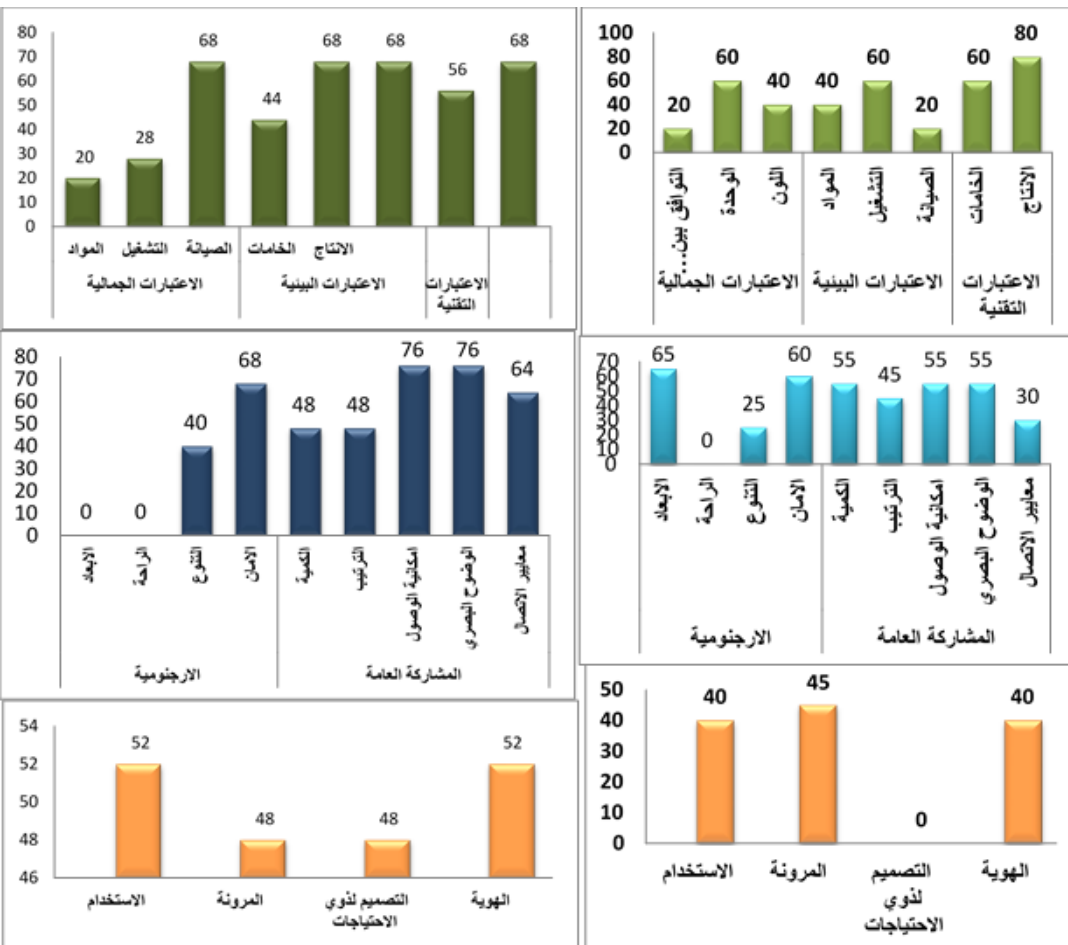 80
70
60
50
40
30
20
10
0
20
28
68
44
68
68
56
68
المواد
التشغيل
الصيانة
الخامات
الانتاج
الاعتبارات الجمالية
الاعتبارات البيئية
الاعتبارات
التقنية
100
80
60
40
20
0
20
60
40
40
60
20
60
80
التوافق بين...
الوحدة
اللون
المواد
التشغيل
الصيانة
الخامات
الانتاج
الاعتبارات الجمالية
الاعتبارات البيئية
الاعتبارات
التقنية
80
70
60
50
40
30
20
10
0
0
0
40
68
48
48
76
76
64
الابعاد
الراحة
التنوع
الامان
الكمية
الترتيب
امكانية الوصول
الوضوح البصري
معايير الاتصال
الارجنومية
المشاركة العامة
70
60
50
40
30
20
10
0
65
0
25
60
55
45
55
55
30
الابعاد
الراحة
التنوع
الامان
الكمية
الترتيب
امكانية الوصول
الوضوح البصري
معايير الاتصال
الارجنومية
المشاركة العامة
54
52
50
48
46
52
48
48
52
الاستخدام
المرونة
التصميم لذوي
الاحتياجات
الهوية
50
40
30
20
10
0
40
45
0
40
الاستخدام
المرونة
التصميم
لذوي
الاحتياجات
الهوية